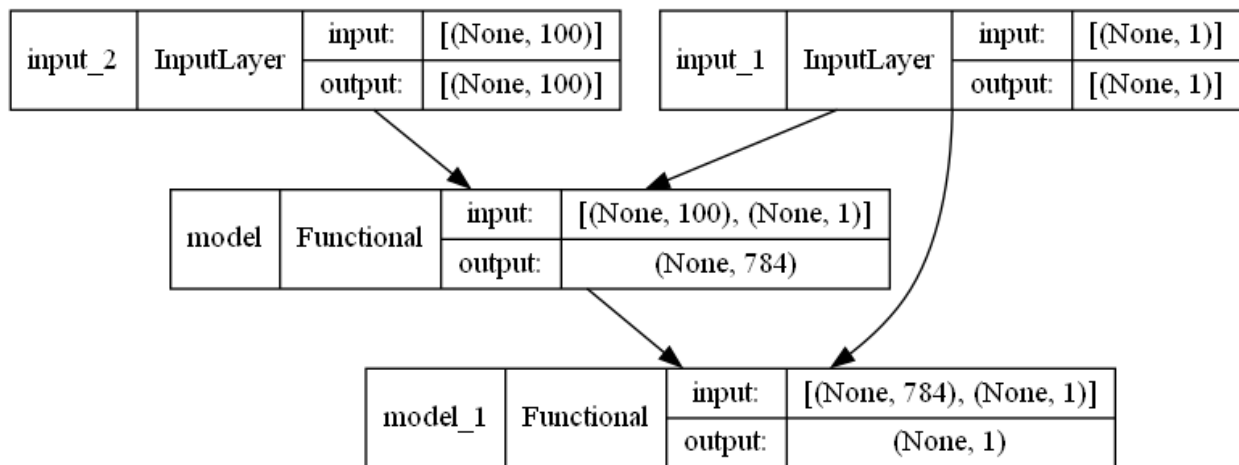 input_2 InputLayer input: [(None, 100)] output: [(None, 100)]
input_1 InputLayer input: [(None, 1)] output: [(None, 1)]
model Functional input: [(None, 100), (None, 1)] output: (None, 784)
model_1 Functional input: [(None, 784), (None, 1)] output: (None, 1)